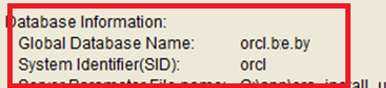 Database Information:
Global Database Name: orcl.be.by
System Identifier(SID): orcl